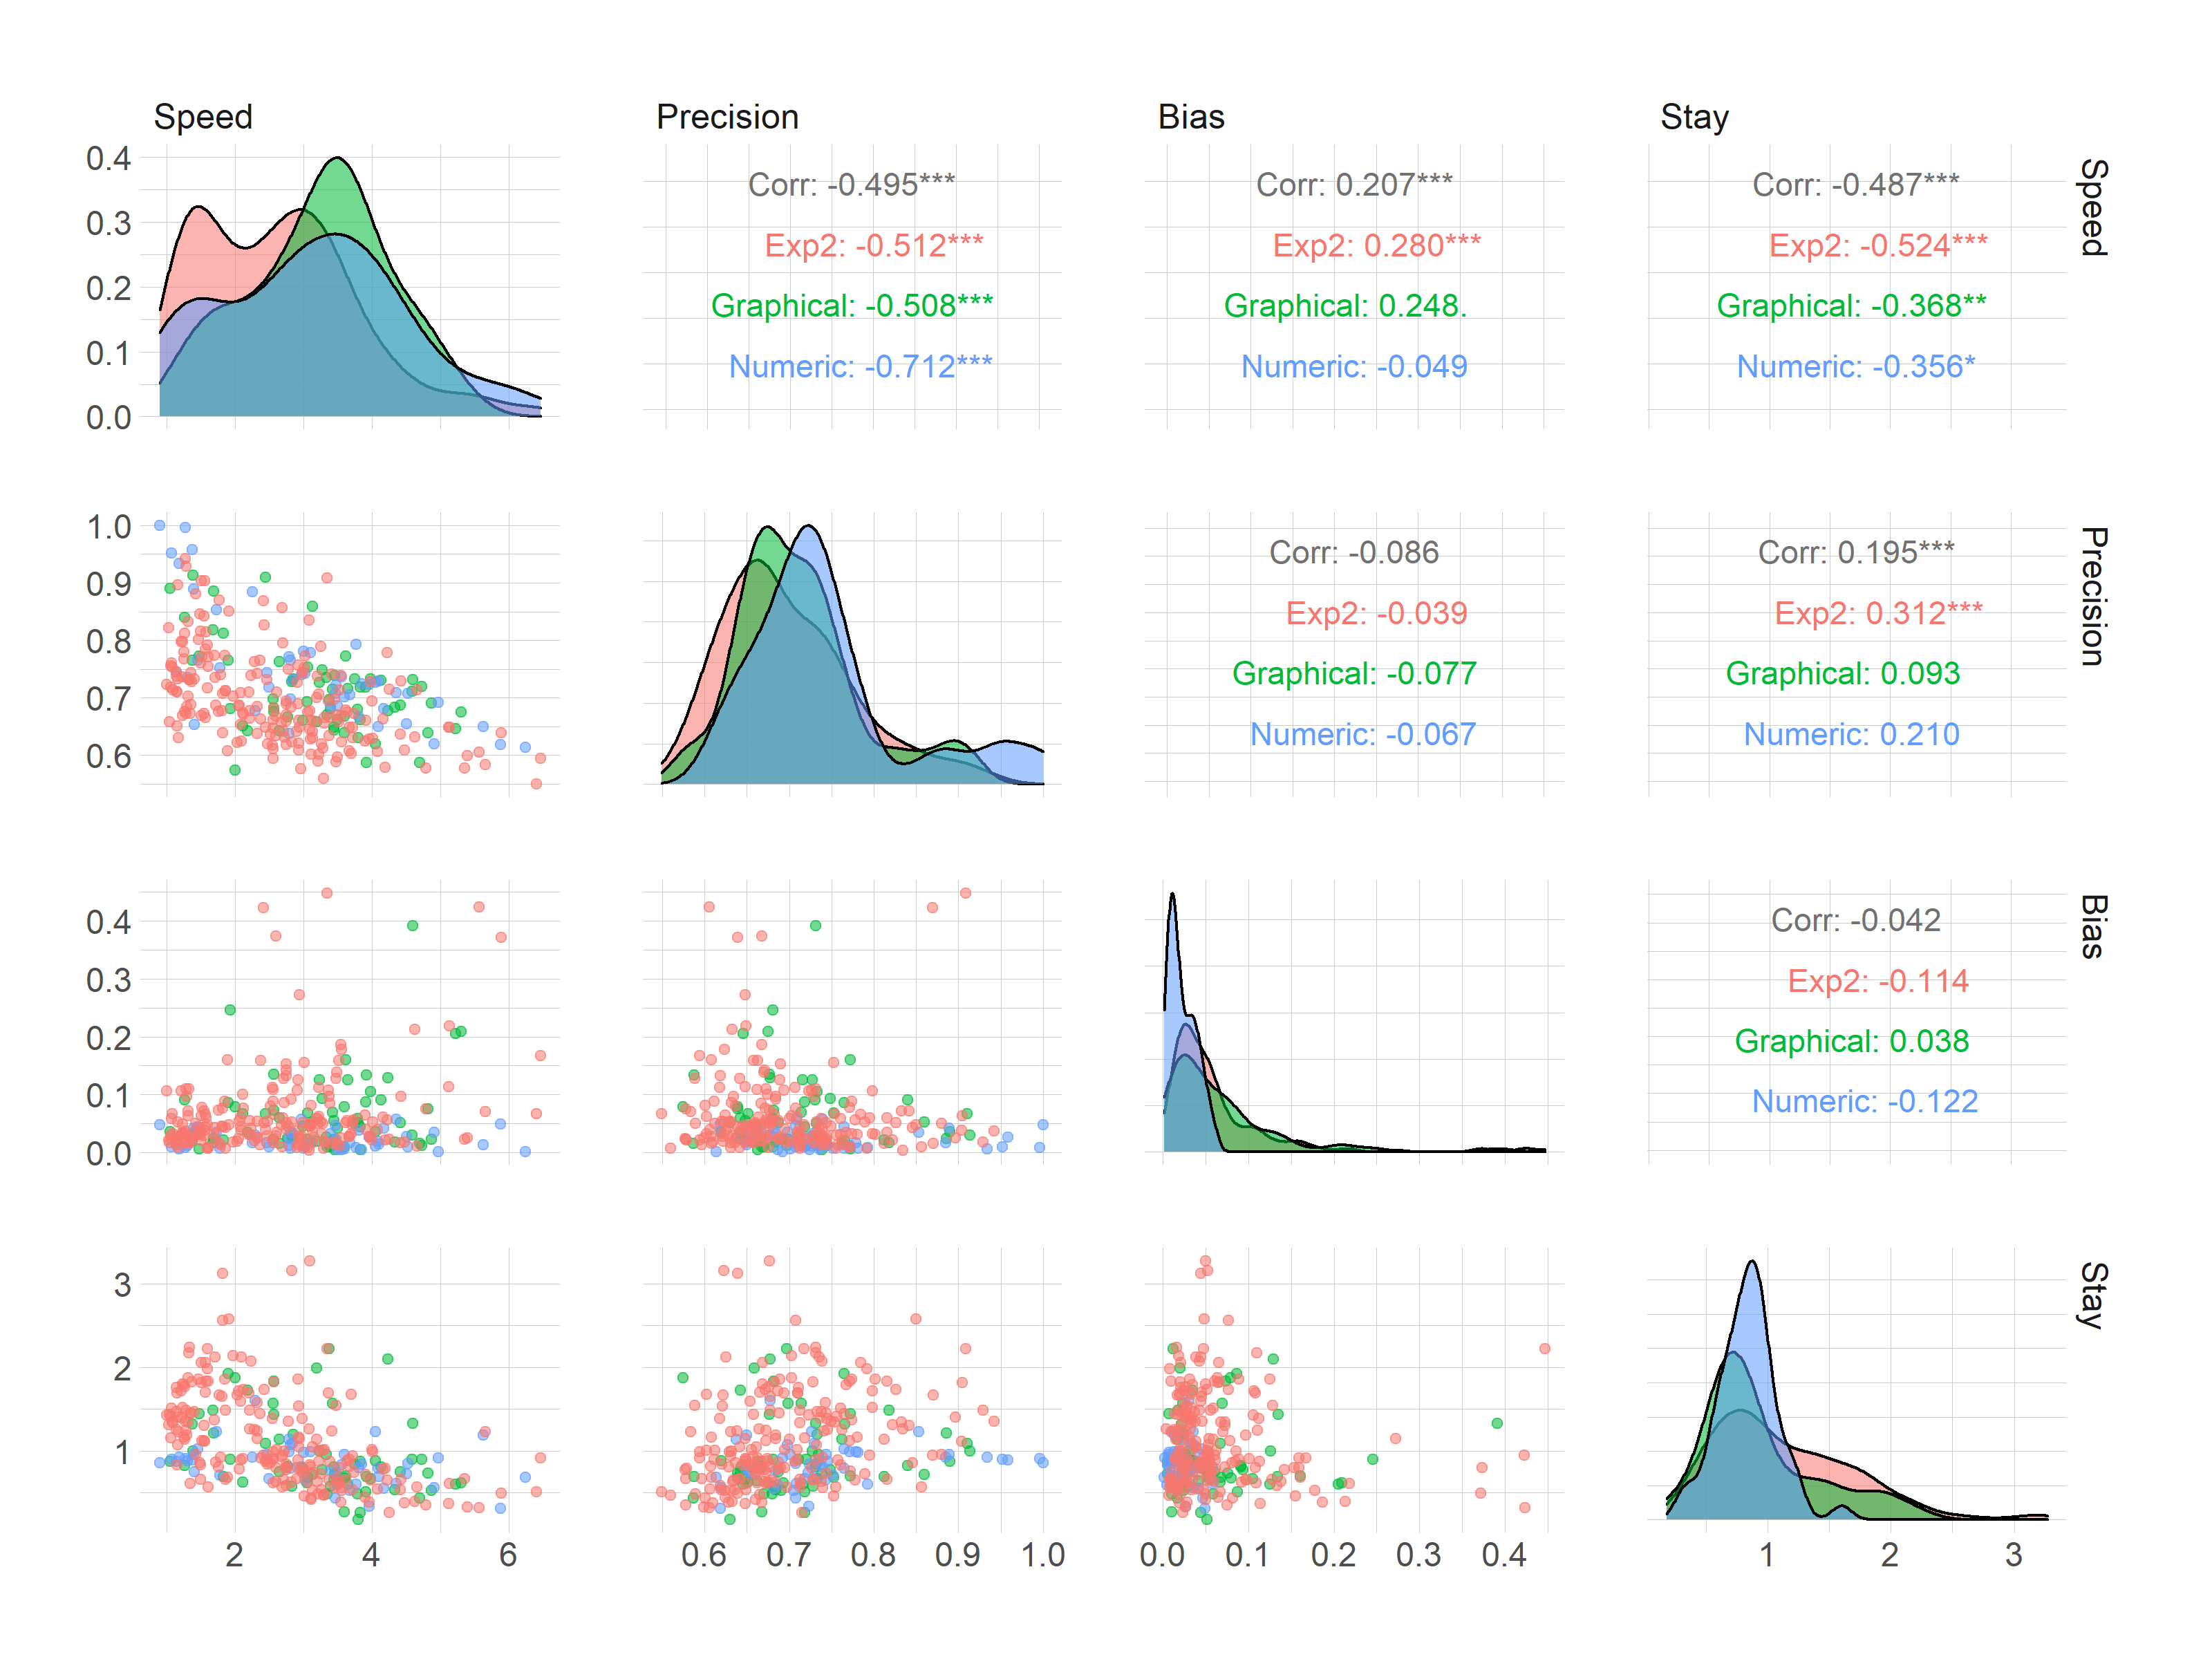 Speed Precision Bias Stay
0.4
0.3
0.2
0.1
0.0
Corr: -0.495***
Exp2: -0.512***
Graphical: -0.508***
Numeric: -0.712***
Corr: 0.207***
Exp2: 0.280***
Graphical: 0.248.
Numeric: -0.049
Corr: -0.487***
Exp2: -0.524***
Graphical: -0.368**
Numeric: -0.356*
Speed
1.0
0.9
0.8
0.7
0.6
Corr: -0.086
Exp2: -0.039
Graphical: -0.077
Numeric: -0.067
Corr: 0.195***
Exp2: 0.312***
Graphical: 0.093
Numeric: 0.210
Precision
0.4
0.3
0.2
0.1
0.0
Corr: -0.042
Exp2: -0.114
Graphical: 0.038
Numeric: -0.122
Bias
3
2
1
Stay
2 4 6 0.6 0.7 0.8 0.9 1.0 0.0 0.1 0.2 0.3 0.4 1 2 3